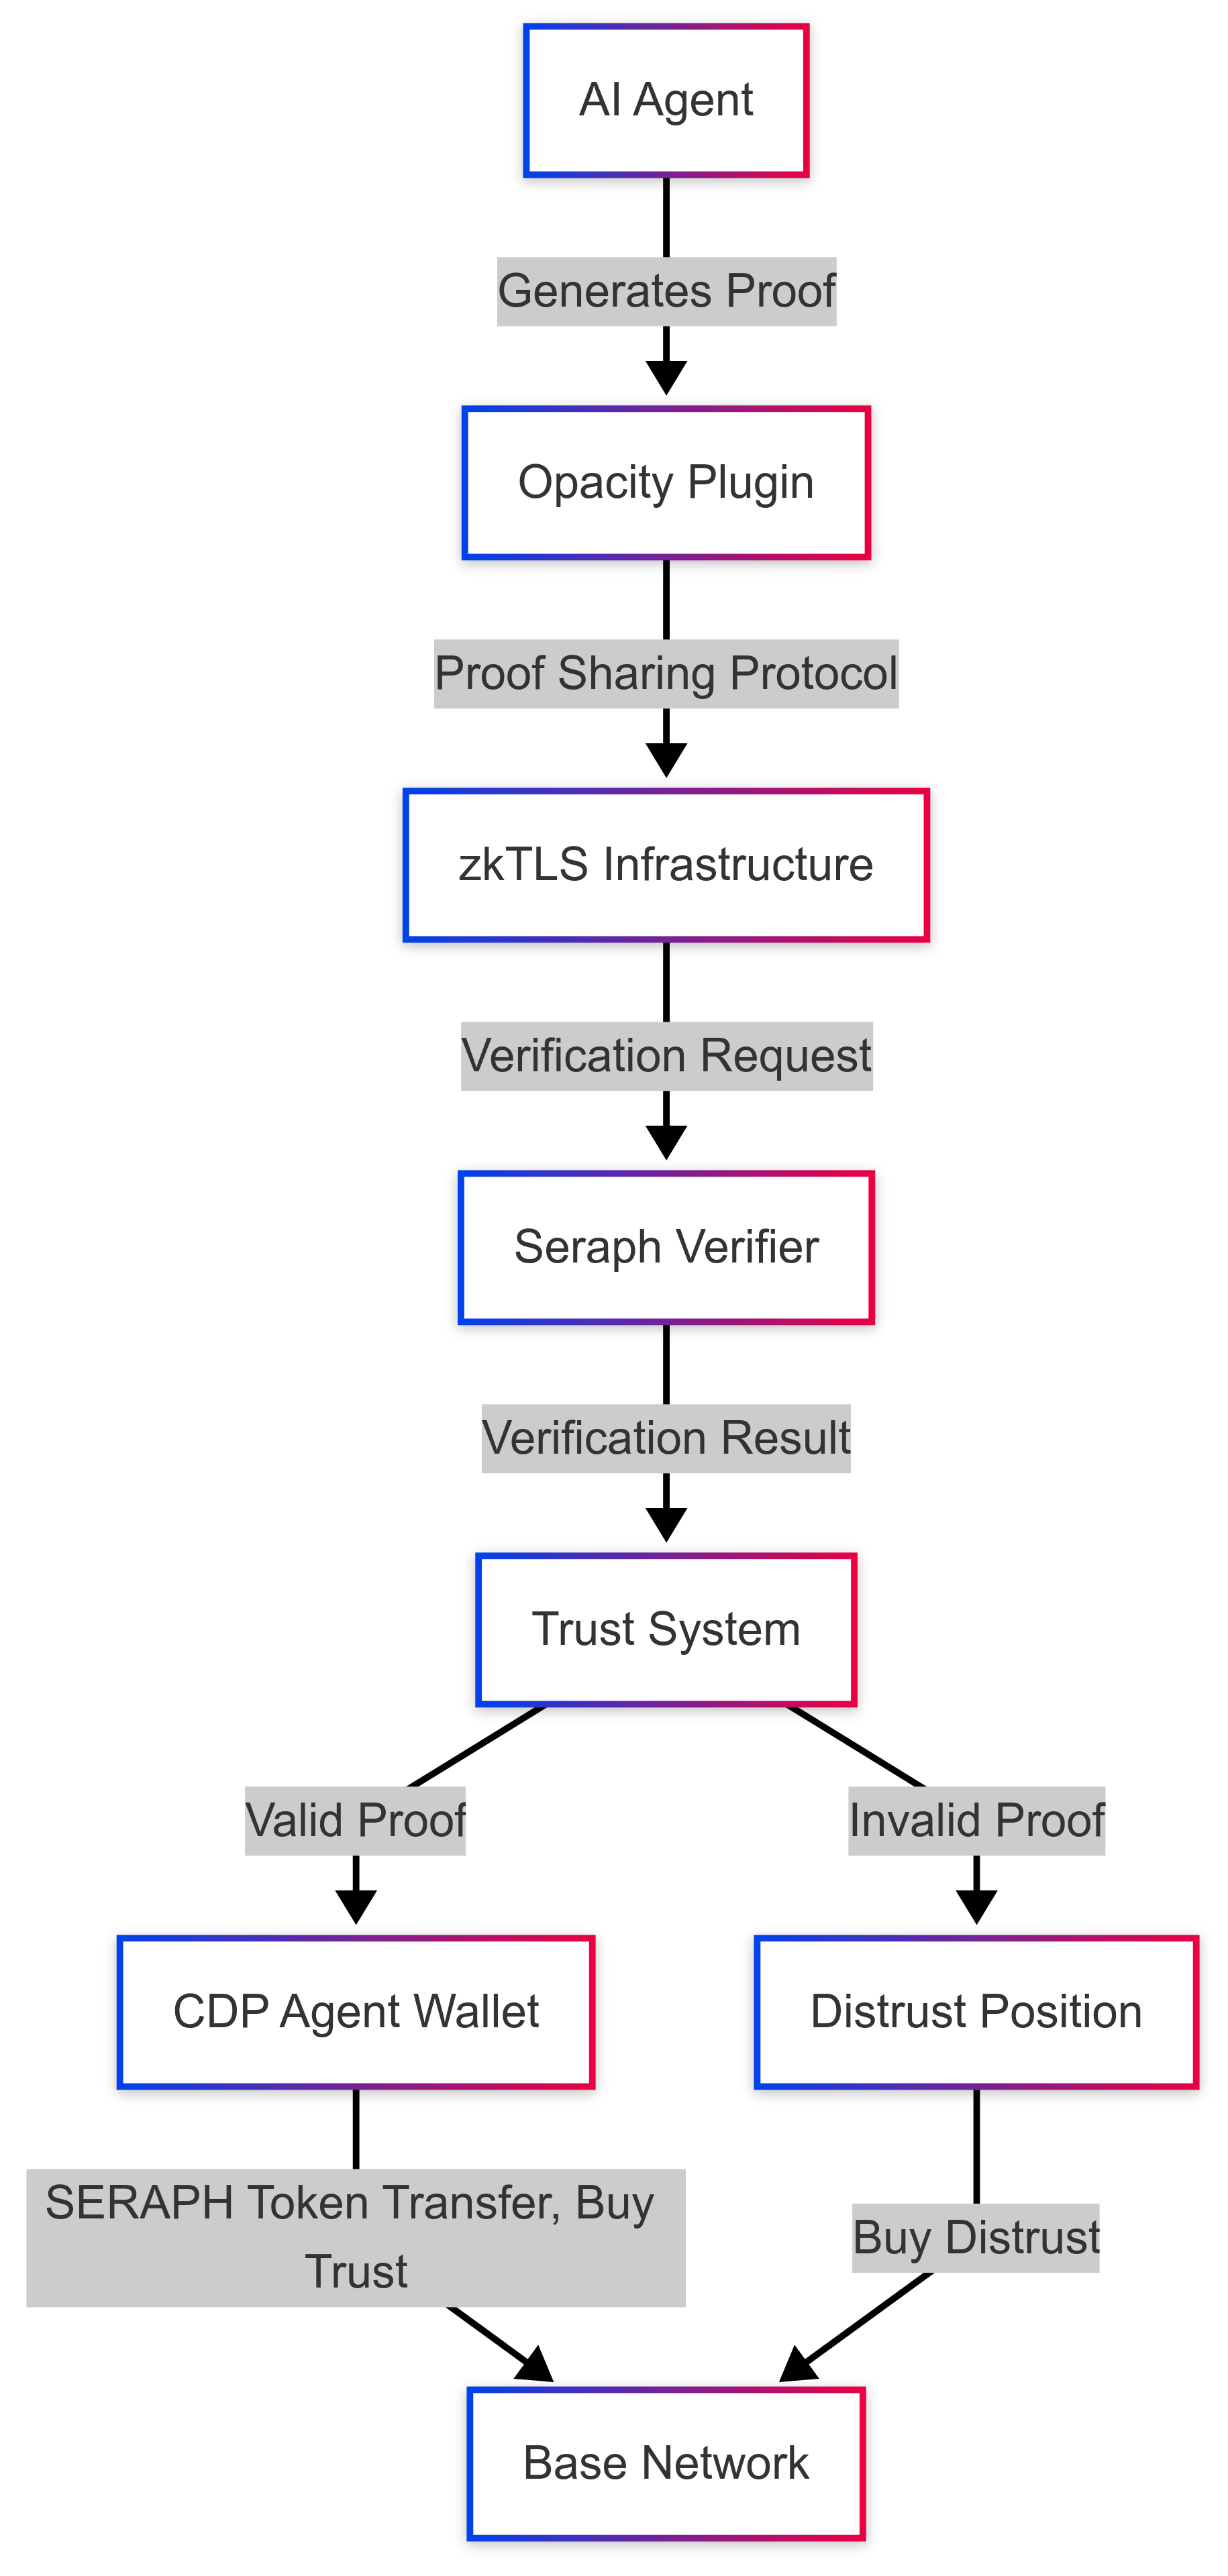 AI Agent
Generates Proof
Opacity Plugin
Proof Sharing Protocol
zkTLS Infrastructure
Verification Request
Seraph Verifier
Verification Result
Trust System
Valid Proof
Invalid Proof
CDP Agent Wallet
Distrust Position
SERAPH Token Transfer, Buy
Trust
Buy Distrust
Base Network